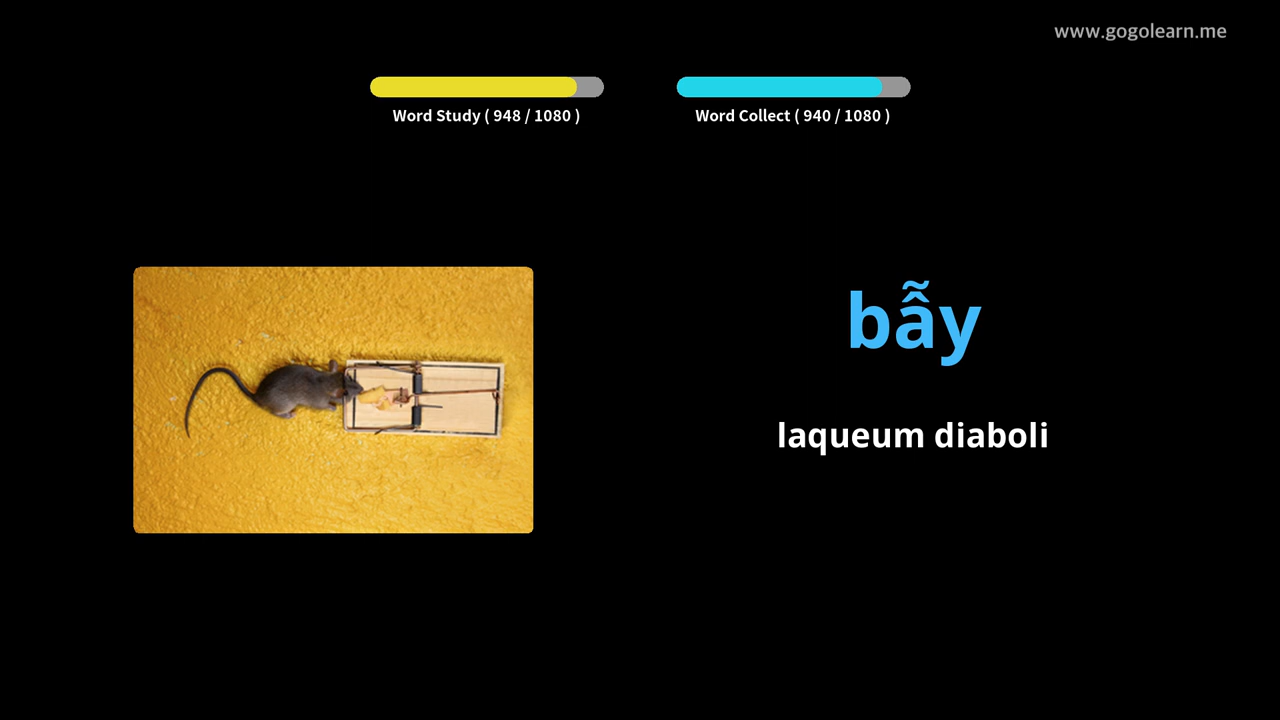 www.gogolearn.me
Word Study ( 948 / 1080 )
Word Collect ( 940 / 1080 )
bẫy
laqueum diaboli